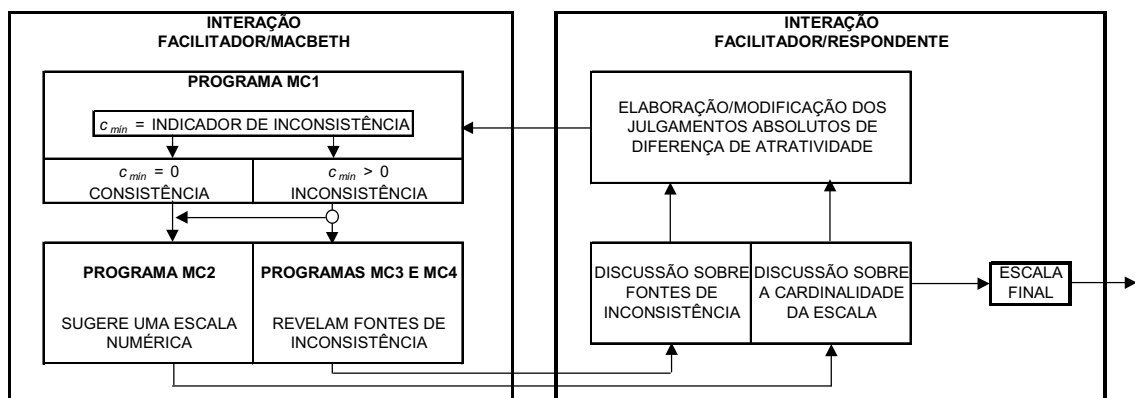 INTERAÇÃO
FACILITADOR/MACBETH
PROGRAMA MC1
c min = INDICADOR DE INCONSISTÊNCIA
c min = 0
CONSISTÊNCIA
c min > 0
INCONSISTÊNCIA
PROGRAMA MC2
SUGERE UMA ESCALA
NUMÉRICA
PROGRAMAS MC3 E MC4
REVELAM FONTES DE
INCONSISTÊNCIA
INTERAÇÃO
FACILITADOR/RESPONDENTE
ELABORAÇÃO/MODIFICAÇÃO DOS
JULGAMENTOS ABSOLUTOS DE
DIFERENÇA DE ATRATIVIDADE
DISCUSSÃO SOBRE
FONTES DE
INCONSISTÊNCIA
DISCUSSÃO SOBRE
A CARDINALIDADE
DA ESCALA
ESCALA
FINAL